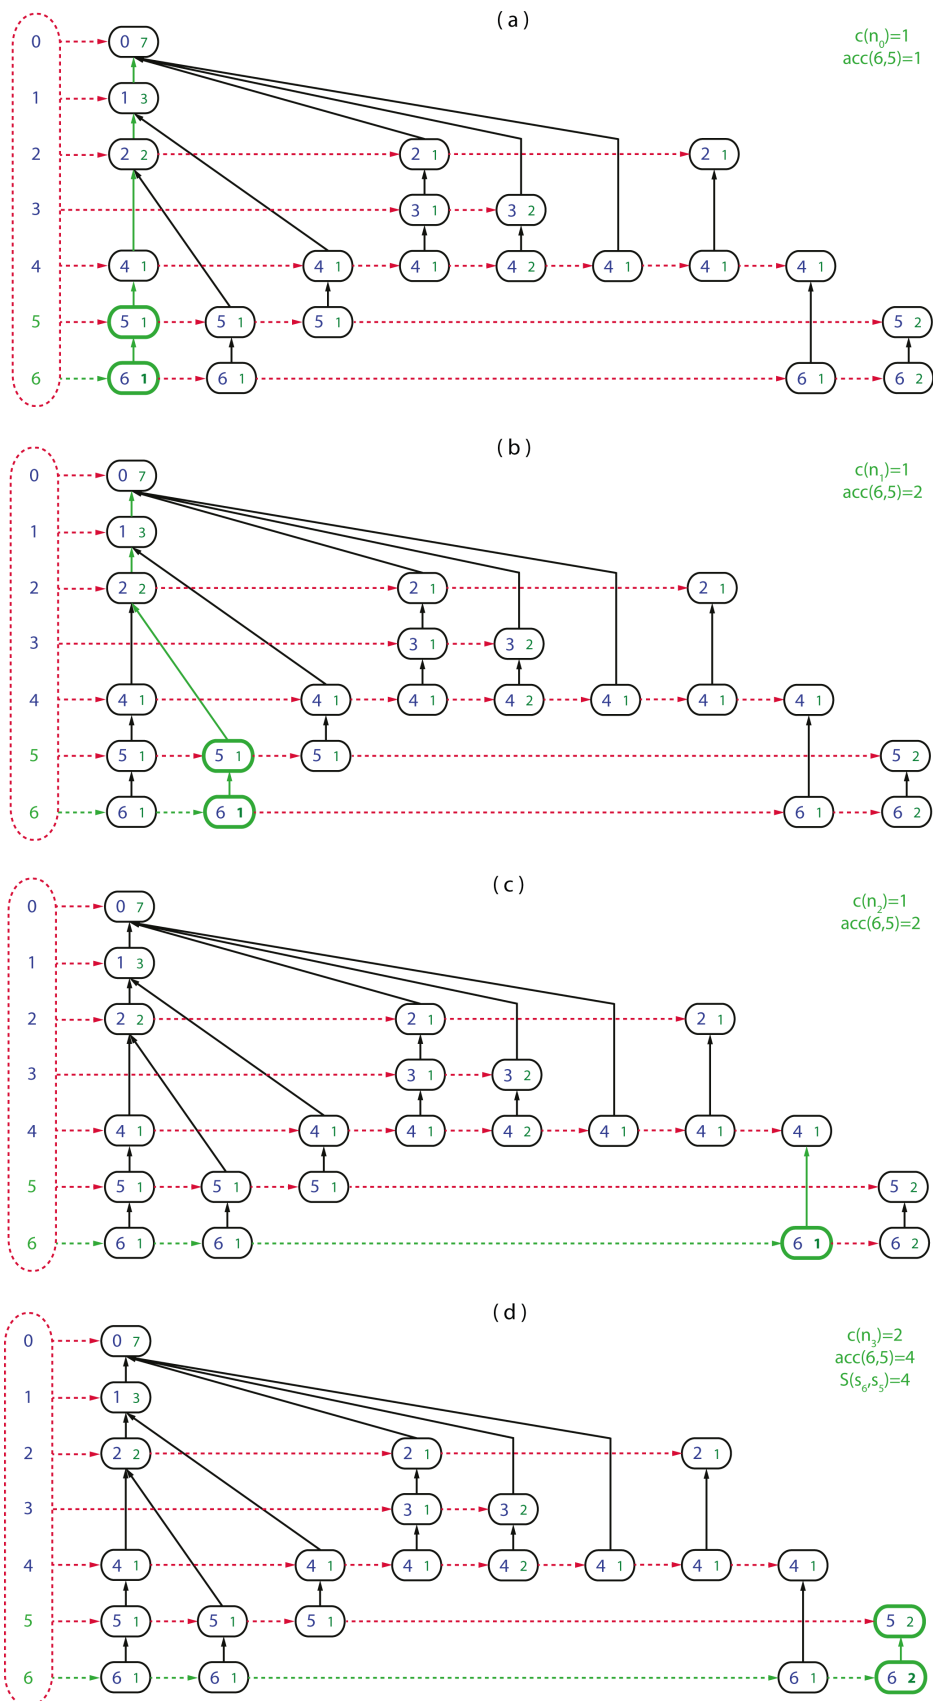 (a)
c(n0)=1
acc(6,5)=1
0 0 7
1 1 3
2 2 2 2 1 2 1
3 3 1 3 2
4 4 1 4 1 4 1 4 2 4 1 4 1 4 1
5 5 1 5 1 5 1 5 2
6 6 1 6 1 6 1 6 2
(b)
c(n1)=1
acc(6,5)=2
0 0 7
1 1 3
2 2 2 2 1 2 1
3 3 1 3 2
4 4 1 4 1 4 1 4 2 4 1 4 1 4 1
5 5 1 5 1 5 1 5 2
6 6 1 6 1 6 1 6 2
(c)
c(n2)=1
acc(6,5)=2
0 0 7
1 1 3
2 2 2 2 1 2 1
3 3 1 3 2
4 4 1 4 1 4 1 4 2 4 1 4 1 4 1
5 5 1 5 1 5 1 5 2
6 6 1 6 1 6 1 6 2
(d)
c(n3)=2
acc(6,5)=4
S(s6,s5)=4
0 0 7
1 1 3
2 2 2 2 1 2 1
3 3 1 3 2
4 4 1 4 1 4 1 4 2 4 1 4 1 4 1
5 5 1 5 1 5 1 5 2
6 6 1 6 1 6 1 6 2